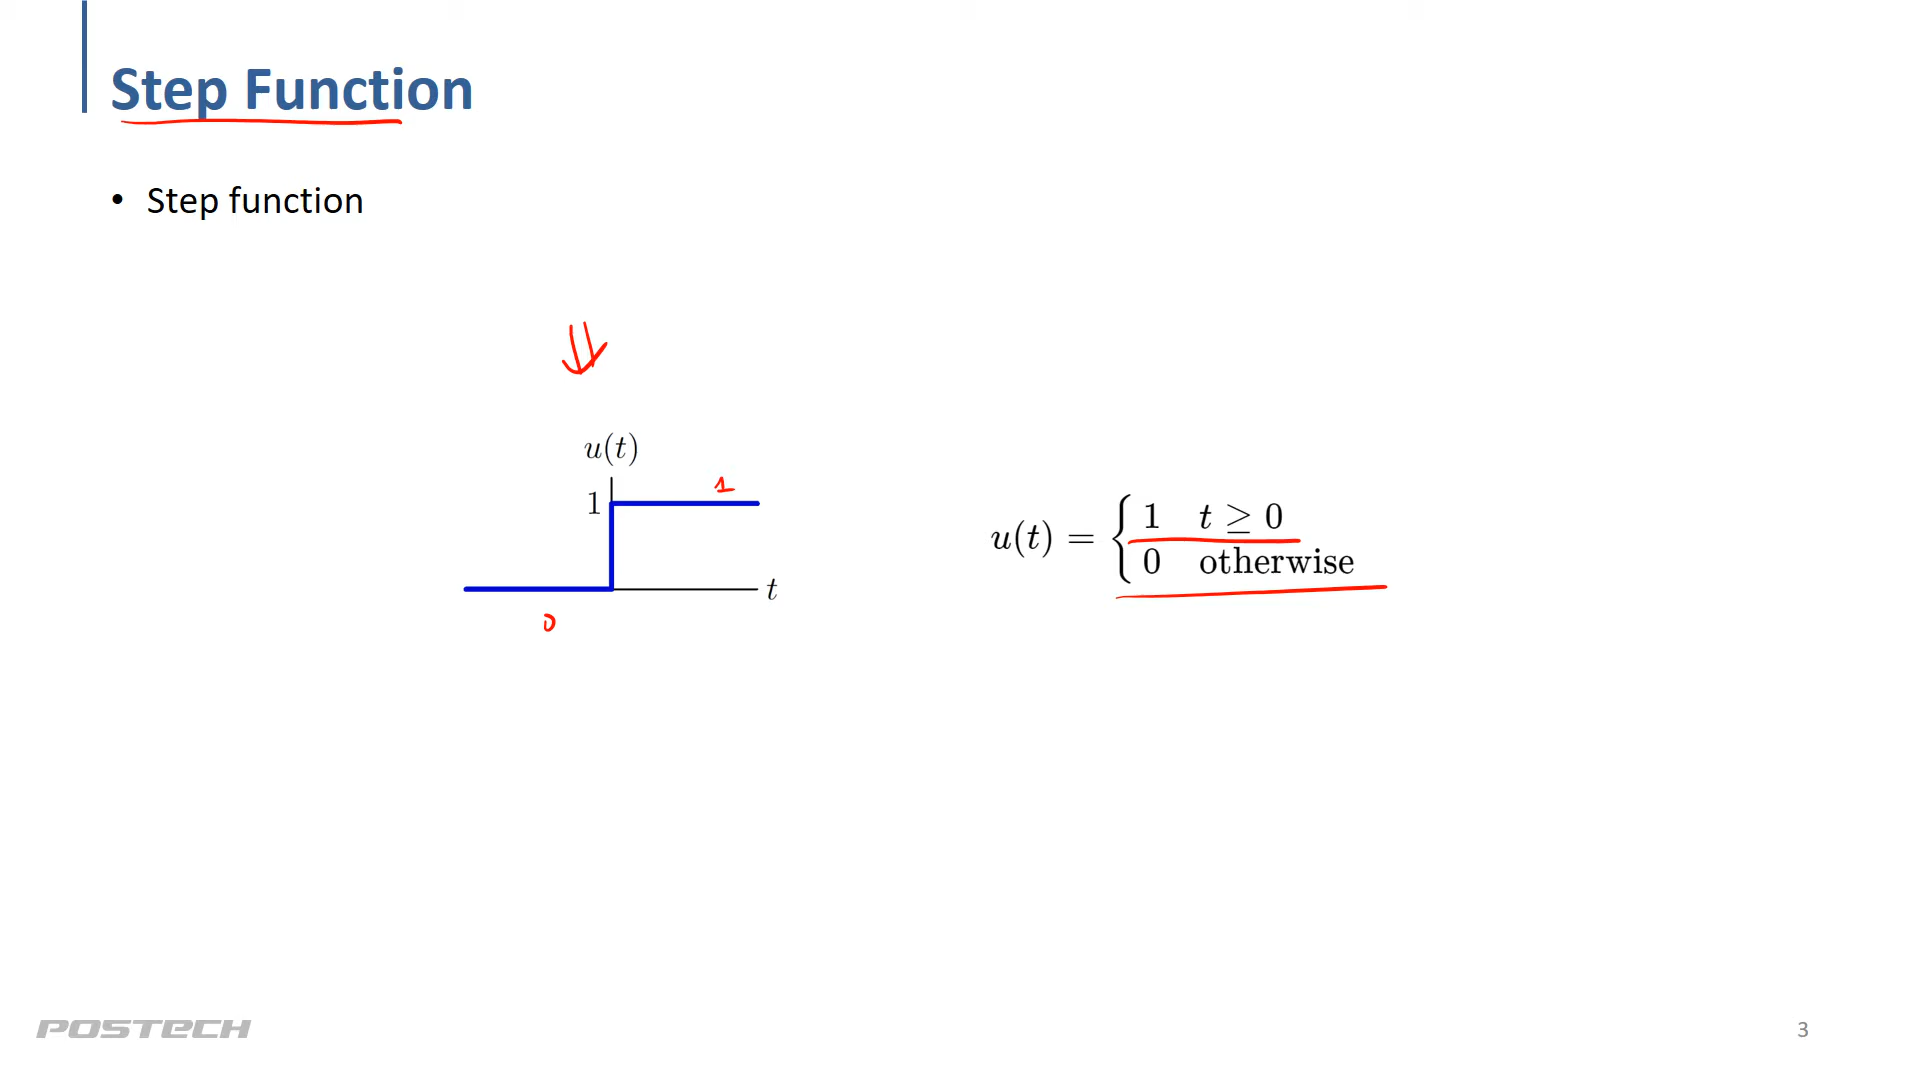 Step Function
• Step function
u(t)
1
1
t
0
u(t) = { 1 t ≥ 0
0 otherwise
POSTECH
3